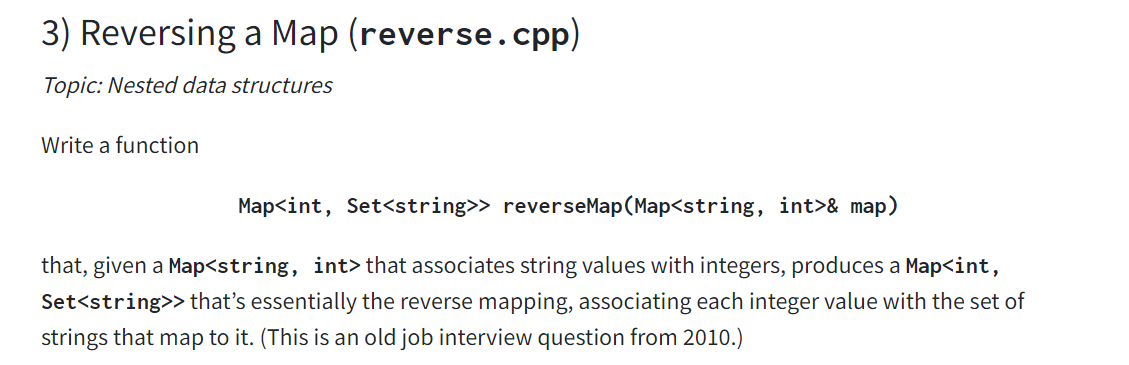 3) Reversing a Map (reverse.cpp)
Topic: Nested data structures
Write a function
Map<int, Set<string>> reverseMap(Map<string, int>& map)
that, given a Map<string, int> that associates string values with integers, produces a Map<int,
Set<string>> that’s essentially the reverse mapping, associating each integer value with the set of
strings that map to it. (This is an old job interview question from 2010.)